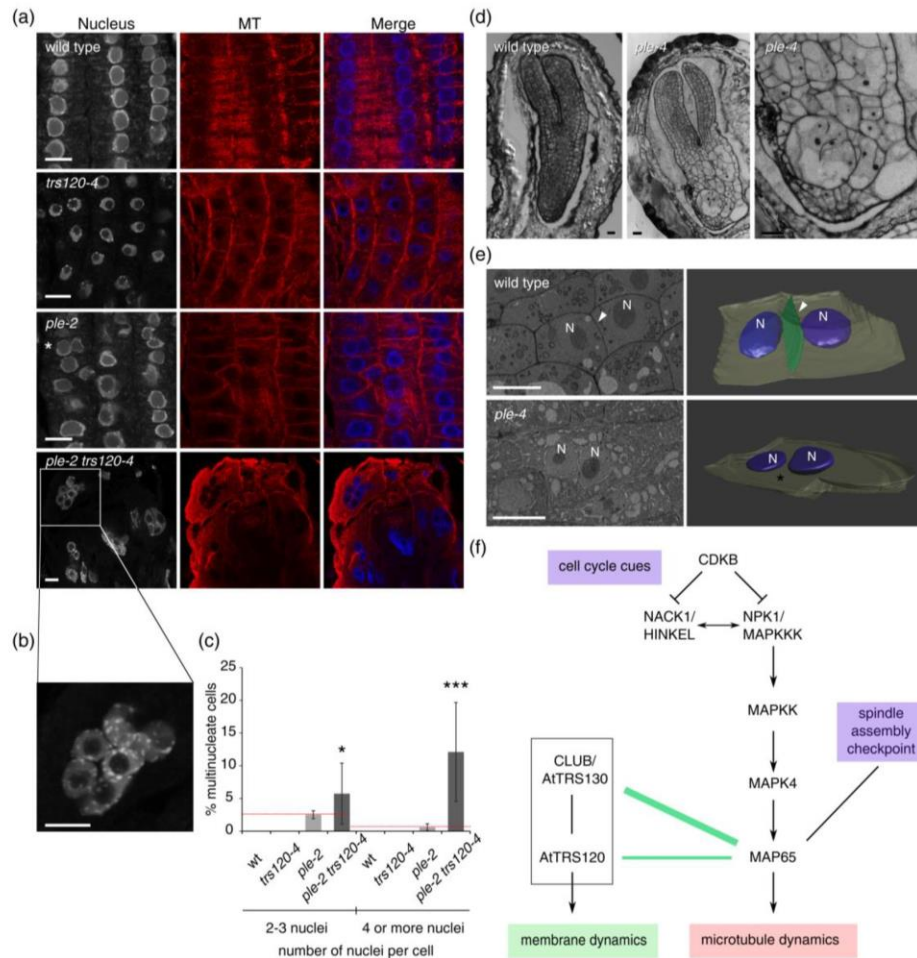 (a)
Nucleus MT Merge
wild type
trs120-4
ple-2
*
ple-2 trs120-4
(b)
(c)
% multinucleate cells
25
20
15
10
5
0
*
***
wt
trs120-4
ple-2
ple-2 trs120-4
wt
trs120-4
ple-2
ple-2 trs120-4
2-3 nuclei
4 or more nuclei
number of nuclei per cell
(d)
wild type
ple-4
ple-4
(e)
wild type
N
N
N
N
ple-4
N
N
N
N
*
(f)
cell cycle cues
CDKB
NACK1/
HINKEL
NPK1/
MAPKKK
MAPKK
spindle
assembly
checkpoint
CLUB/
AtTRS130
MAPK4
AtTRS120
MAP65
membrane dynamics
microtubule dynamics